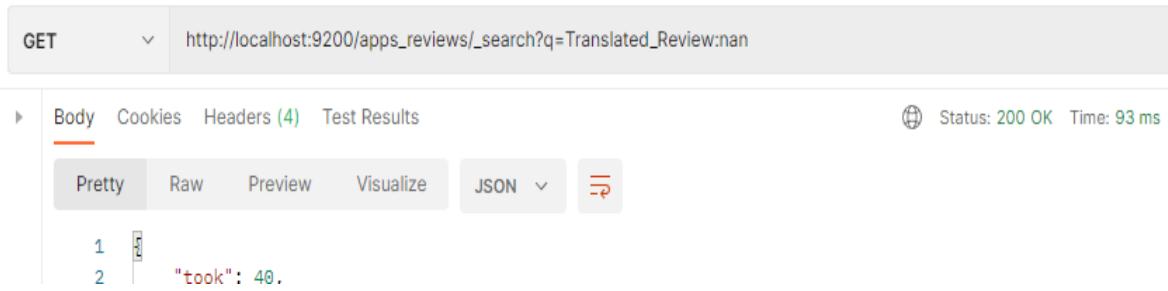 GET http://localhost:9200/apps_reviews/_search?q=Translated_Review:nan
Body Cookies Headers (4) Test Results Status: 200 OK Time: 93 ms
Pretty Raw Preview Visualize JSON
1 {
2 "took": 40,